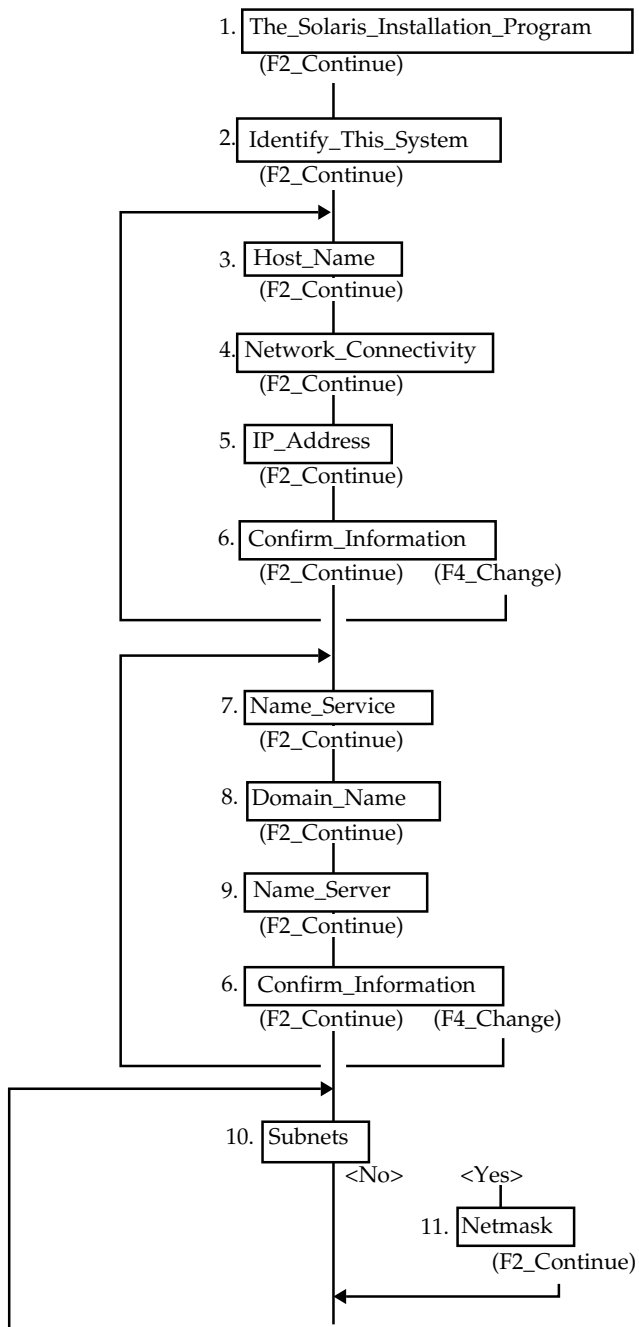 1. The_Solaris_Installation_Program
(F2_Continue)
2. Identify_This_System
(F2_Continue)
3. Host_Name
(F2_Continue)
4. Network_Connectivity
(F2_Continue)
5. IP_Address
(F2_Continue)
6. Confirm_Information
(F2_Continue) (F4_Change)
7. Name_Service
(F2_Continue)
8. Domain_Name
(F2_Continue)
9. Name_Server
(F2_Continue)
6. Confirm_Information
(F2_Continue) (F4_Change)
10. Subnets
<No> <Yes>
11. Netmask
(F2_Continue)